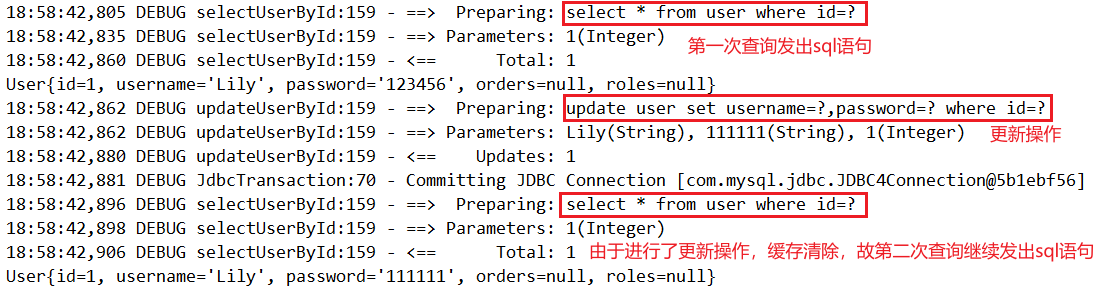 18:58:42,805 DEBUG selectUserById:159 - ==>  Preparing: select * from user where id=?
18:58:42,835 DEBUG selectUserById:159 - ==> Parameters: 1(Integer)
第一次查询发出sql语句
18:58:42,860 DEBUG selectUserById:159 - <==      Total: 1
User{id=1, username='Lily', password='123456', orders=null, roles=null}
18:58:42,862 DEBUG updateUserById:159 - ==>  Preparing: update user set username=?,password=? where id=?
18:58:42,862 DEBUG updateUserById:159 - ==> Parameters: Lily(String), 111111(String), 1(Integer) 更新操作
18:58:42,880 DEBUG updateUserById:159 - <==    Updates: 1
18:58:42,881 DEBUG JdbcTransaction:70 - Committing JDBC Connection [com.mysql.jdbc.JDBC4Connection@5b1ebf56]
18:58:42,896 DEBUG selectUserById:159 - ==>  Preparing: select * from user where id=?
18:58:42,898 DEBUG selectUserById:159 - ==> Parameters: 1(Integer)
18:58:42,906 DEBUG selectUserById:159 - <==      Total: 1 由于进行了更新操作，缓存清除，故第二次查询继续发出sql语句
User{id=1, username='Lily', password='111111', orders=null, roles=null}